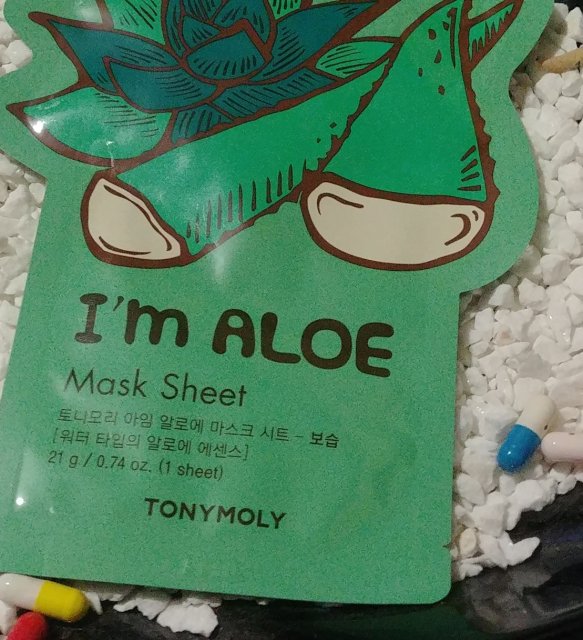 I'm ALOE
Mask Sheet
토니모리 아임 알로에 마스크 시트 - 보습
[워터 타입의 알로에 에센스]
21 g / 0.74 oz. (1 sheet)
TONYMOLY